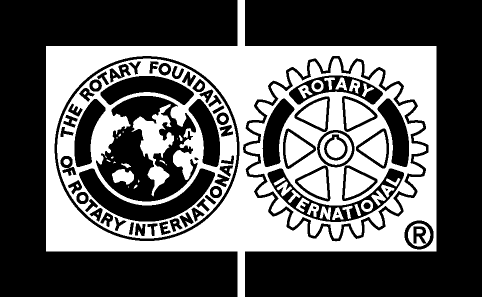 THE ROTARY FOUNDATION
OF ROTARY INTERNATIONAL
ROTARY
INTERNATIONAL
®